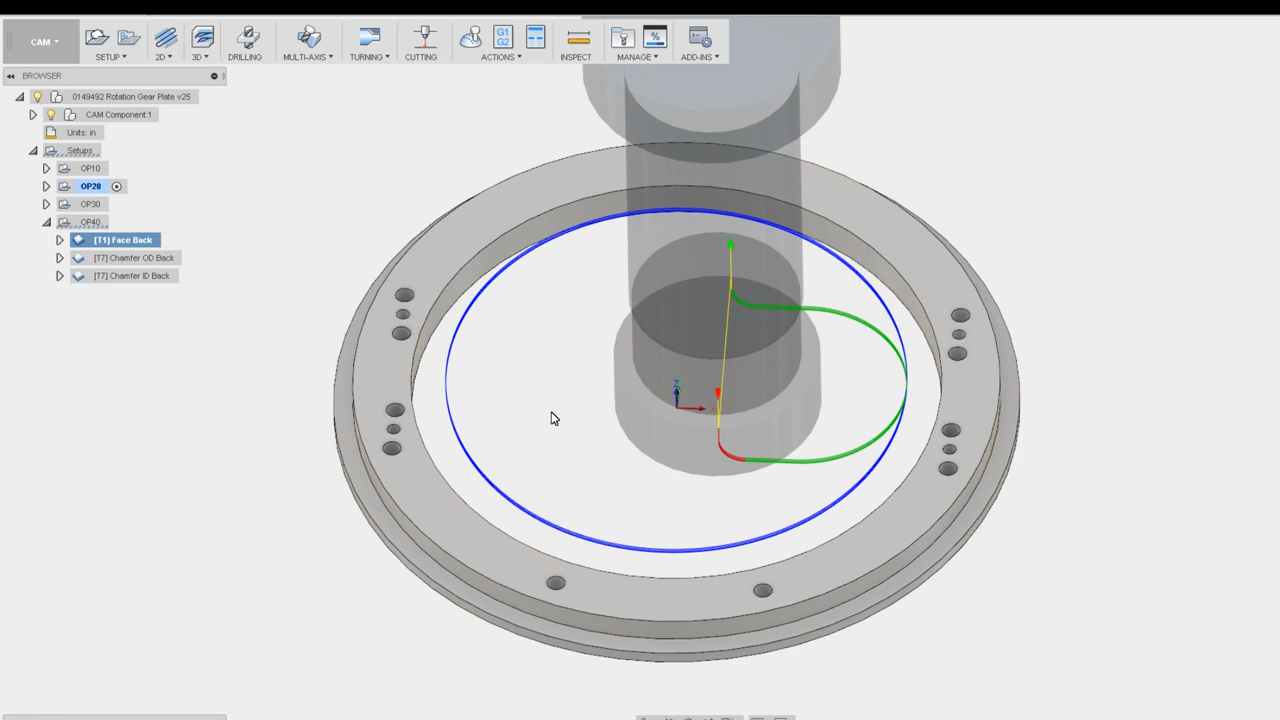 CAM
SETUP
2D
3D
DRILLING
MULTI-AXIS
TURNING
CUTTING
G1
G2
ACTIONS
INSPECT
%
MANAGE
ADD-INS
BROWSER
0149492 Rotation Gear Plate v25
CAM Component:1
Units: in
Setups
OP10
OP20
OP30
OP40
[T1] Face Back
[T7] Chamfer OD Back
[T7] Chamfer ID Back
Z
X